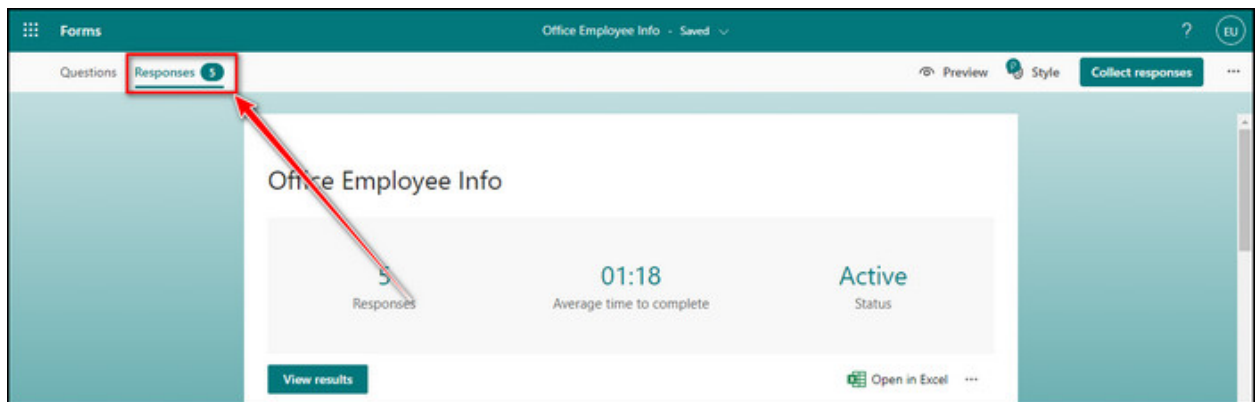 Forms
Office Employee Info - Saved
?
EU
Questions
Responses 5
Preview
Style
Collect responses
...
Office Employee Info
5
Responses
01:18
Average time to complete
Active
Status
View results
Open in Excel
...